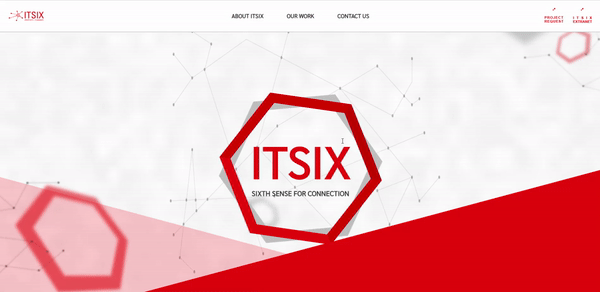 ITSIX
ABOUT ITSIX
OUR WORK
CONTACT US
PROJECT
REQUEST
ITSIX
EXTRANET
ITSIX
SIXTH SENSE FOR CONNECTION